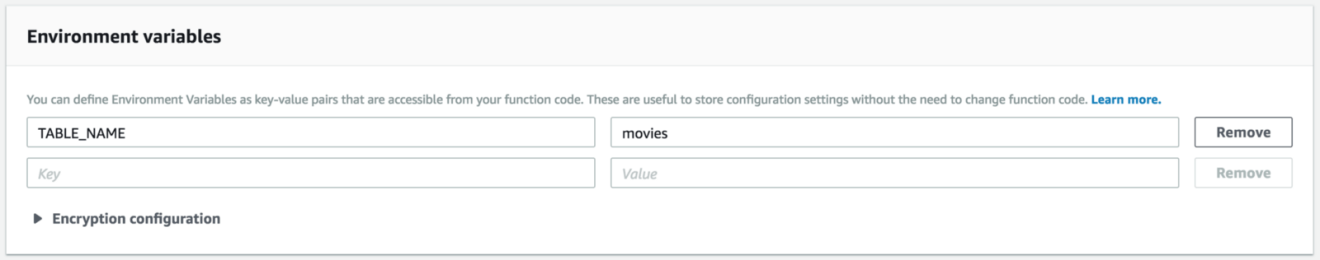 Environment variables
You can define Environment Variables as key-value pairs that are accessible from your function code. These are useful to store configuration settings without the need to change function code. Learn more.
TABLE_NAME movies Remove
Key Value Remove
Encryption configuration